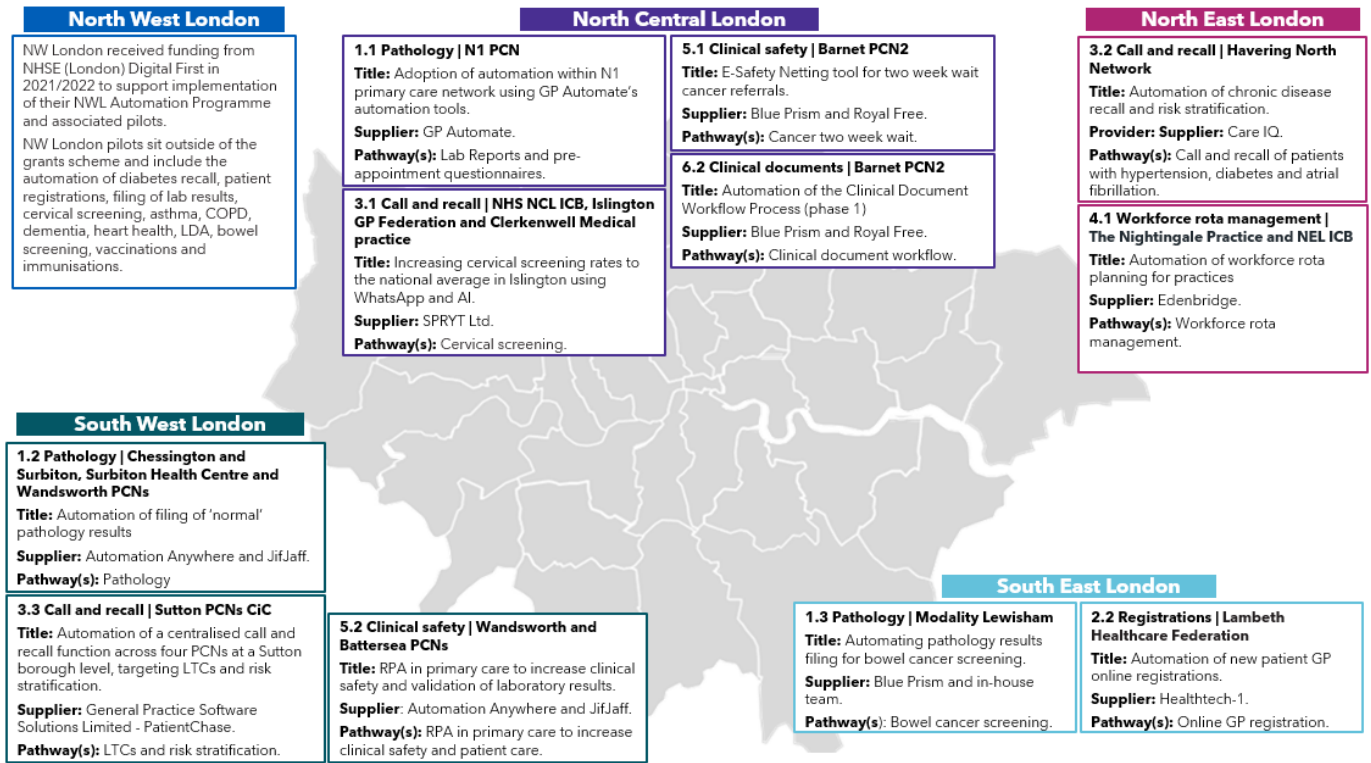 North West London
NW London received funding from
NHSE (London) Digital First in
2021/2022 to support implementation
of their NWL Automation Programme
and associated pilots.
NW London pilots sit outside of the
grants scheme and include the
automation of diabetes recall, patient
registrations, filing of lab results,
cervical screening, asthma, COPD,
dementia, heart health, LDA, bowel
screening, vaccinations and
immunisations.
North Central London
1.1 Pathology | N1 PCN
Title: Adoption of automation within N1
primary care network using GP Automate’s
automation tools.
Supplier: GP Automate.
Pathway(s): Lab Reports and pre-
appointment questionnaires.
3.1 Call and recall | NHS NCL ICB, Islington
GP Federation and Clerkenwell Medical
practice
Title: Increasing cervical screening rates to
the national average in Islington using
WhatsApp and AI.
Supplier: SPRYT Ltd.
Pathway(s): Cervical screening.
5.1 Clinical safety | Barnet PCN2
Title: E-Safety Netting tool for two week wait
cancer referrals.
Supplier: Blue Prism and Royal Free.
Pathway(s): Cancer two week wait.
6.2 Clinical documents | Barnet PCN2
Title: Automation of the Clinical Document
Workflow Process (phase 1)
Supplier: Blue Prism and Royal Free.
Pathway(s): Clinical document workflow.
North East London
3.2 Call and recall | Havering North
Network
Title: Automation of chronic disease
recall and risk stratification.
Provider: Supplier: Care IQ.
Pathway(s): Call and recall of patients
with hypertension, diabetes and atrial
fibrillation.
4.1 Workforce rota management |
The Nightingale Practice and NEL ICB
Title: Automation of workforce rota
planning for practices
Supplier: Edenbridge.
Pathway(s): Workforce rota
management.
South West London
1.2 Pathology | Chessington and
Surbiton, Surbiton Health Centre and
Wandsworth PCNs
Title: Automation of filing of ‘normal’
pathology results
Supplier: Automation Anywhere and JifJaff.
Pathway(s): Pathology
3.3 Call and recall | Sutton PCNs CiC
Title: Automation of a centralised call and
recall function across four PCNs at a Sutton
borough level, targeting LTCs and risk
stratification.
Supplier: General Practice Software
Solutions Limited - PatientChase.
Pathway(s): LTCs and risk stratification.
5.2 Clinical safety | Wandsworth and
Battersea PCNs
Title: RPA in primary care to increase clinical
safety and validation of laboratory results.
Supplier: Automation Anywhere and JifJaff.
Pathway(s): RPA in primary care to increase
clinical safety and patient care.
South East London
1.3 Pathology | Modality Lewisham
Title: Automating pathology results
filing for bowel cancer screening.
Supplier: Blue Prism and in-house
team.
Pathway(s): Bowel cancer screening.
2.2 Registrations | Lambeth
Healthcare Federation
Title: Automation of new patient GP
online registrations.
Supplier: Healthtech-1.
Pathway(s): Online GP registration.